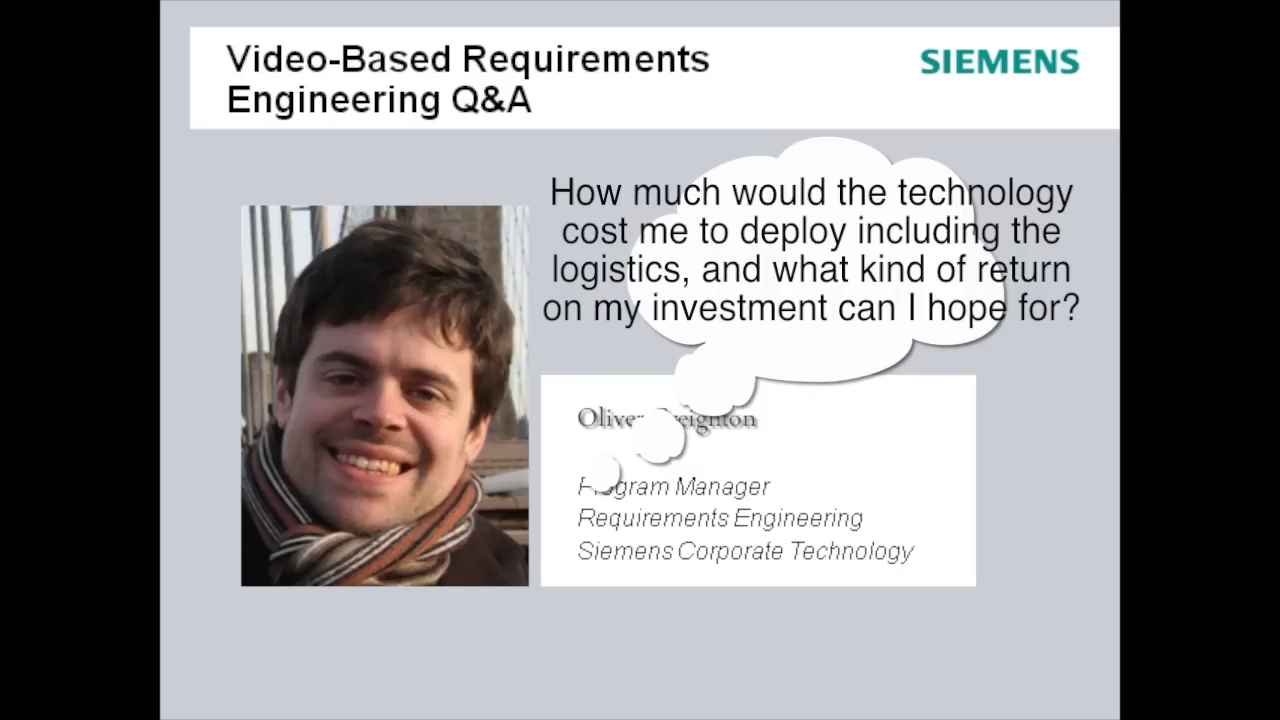 Video-Based Requirements
Engineering Q&A
SIEMENS
How much would the technology
cost me to deploy including the
logistics, and what kind of return
on my investment can I hope for?
Manager
Requirements Engineering
Siemens Corporate Technology